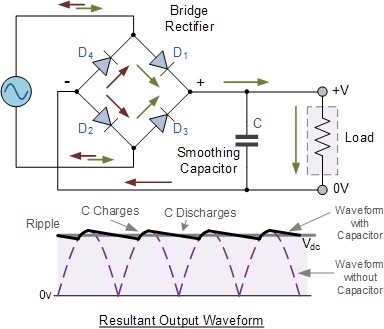 Bridge
Rectifier
D4
D1
-
+
D2
D3
+V
C
Load
Smoothing
Capacitor
0V
Ripple
C Charges
C Discharges
Waveform
with
Capacitor
Vdc
Waveform
without
Capacitor
0v
Resultant Output Waveform